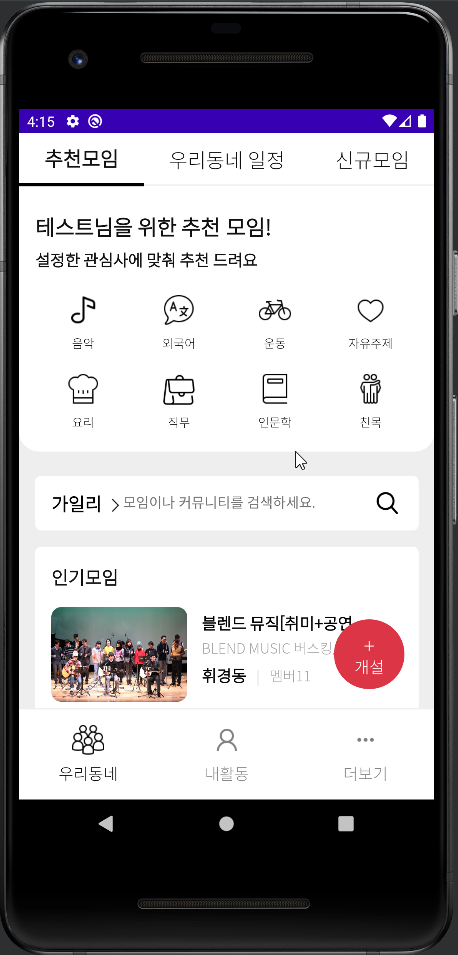 4:15
추천모임 우리동네 일정 신규모임
테스트님을 위한 추천 모임!
설정한 관심사에 맞춰 추천 드려요
A文
음악 외국어 운동 자유주제
요리 직무 인문학 친목
가일리 > 모임이나 커뮤니티를 검색하세요.
인기모임
블렌드 뮤직[취미+공연
BLEND MUSIC 버스킹
휘경동 | 멤버11
+
개설
우리동네 내활동 더보기